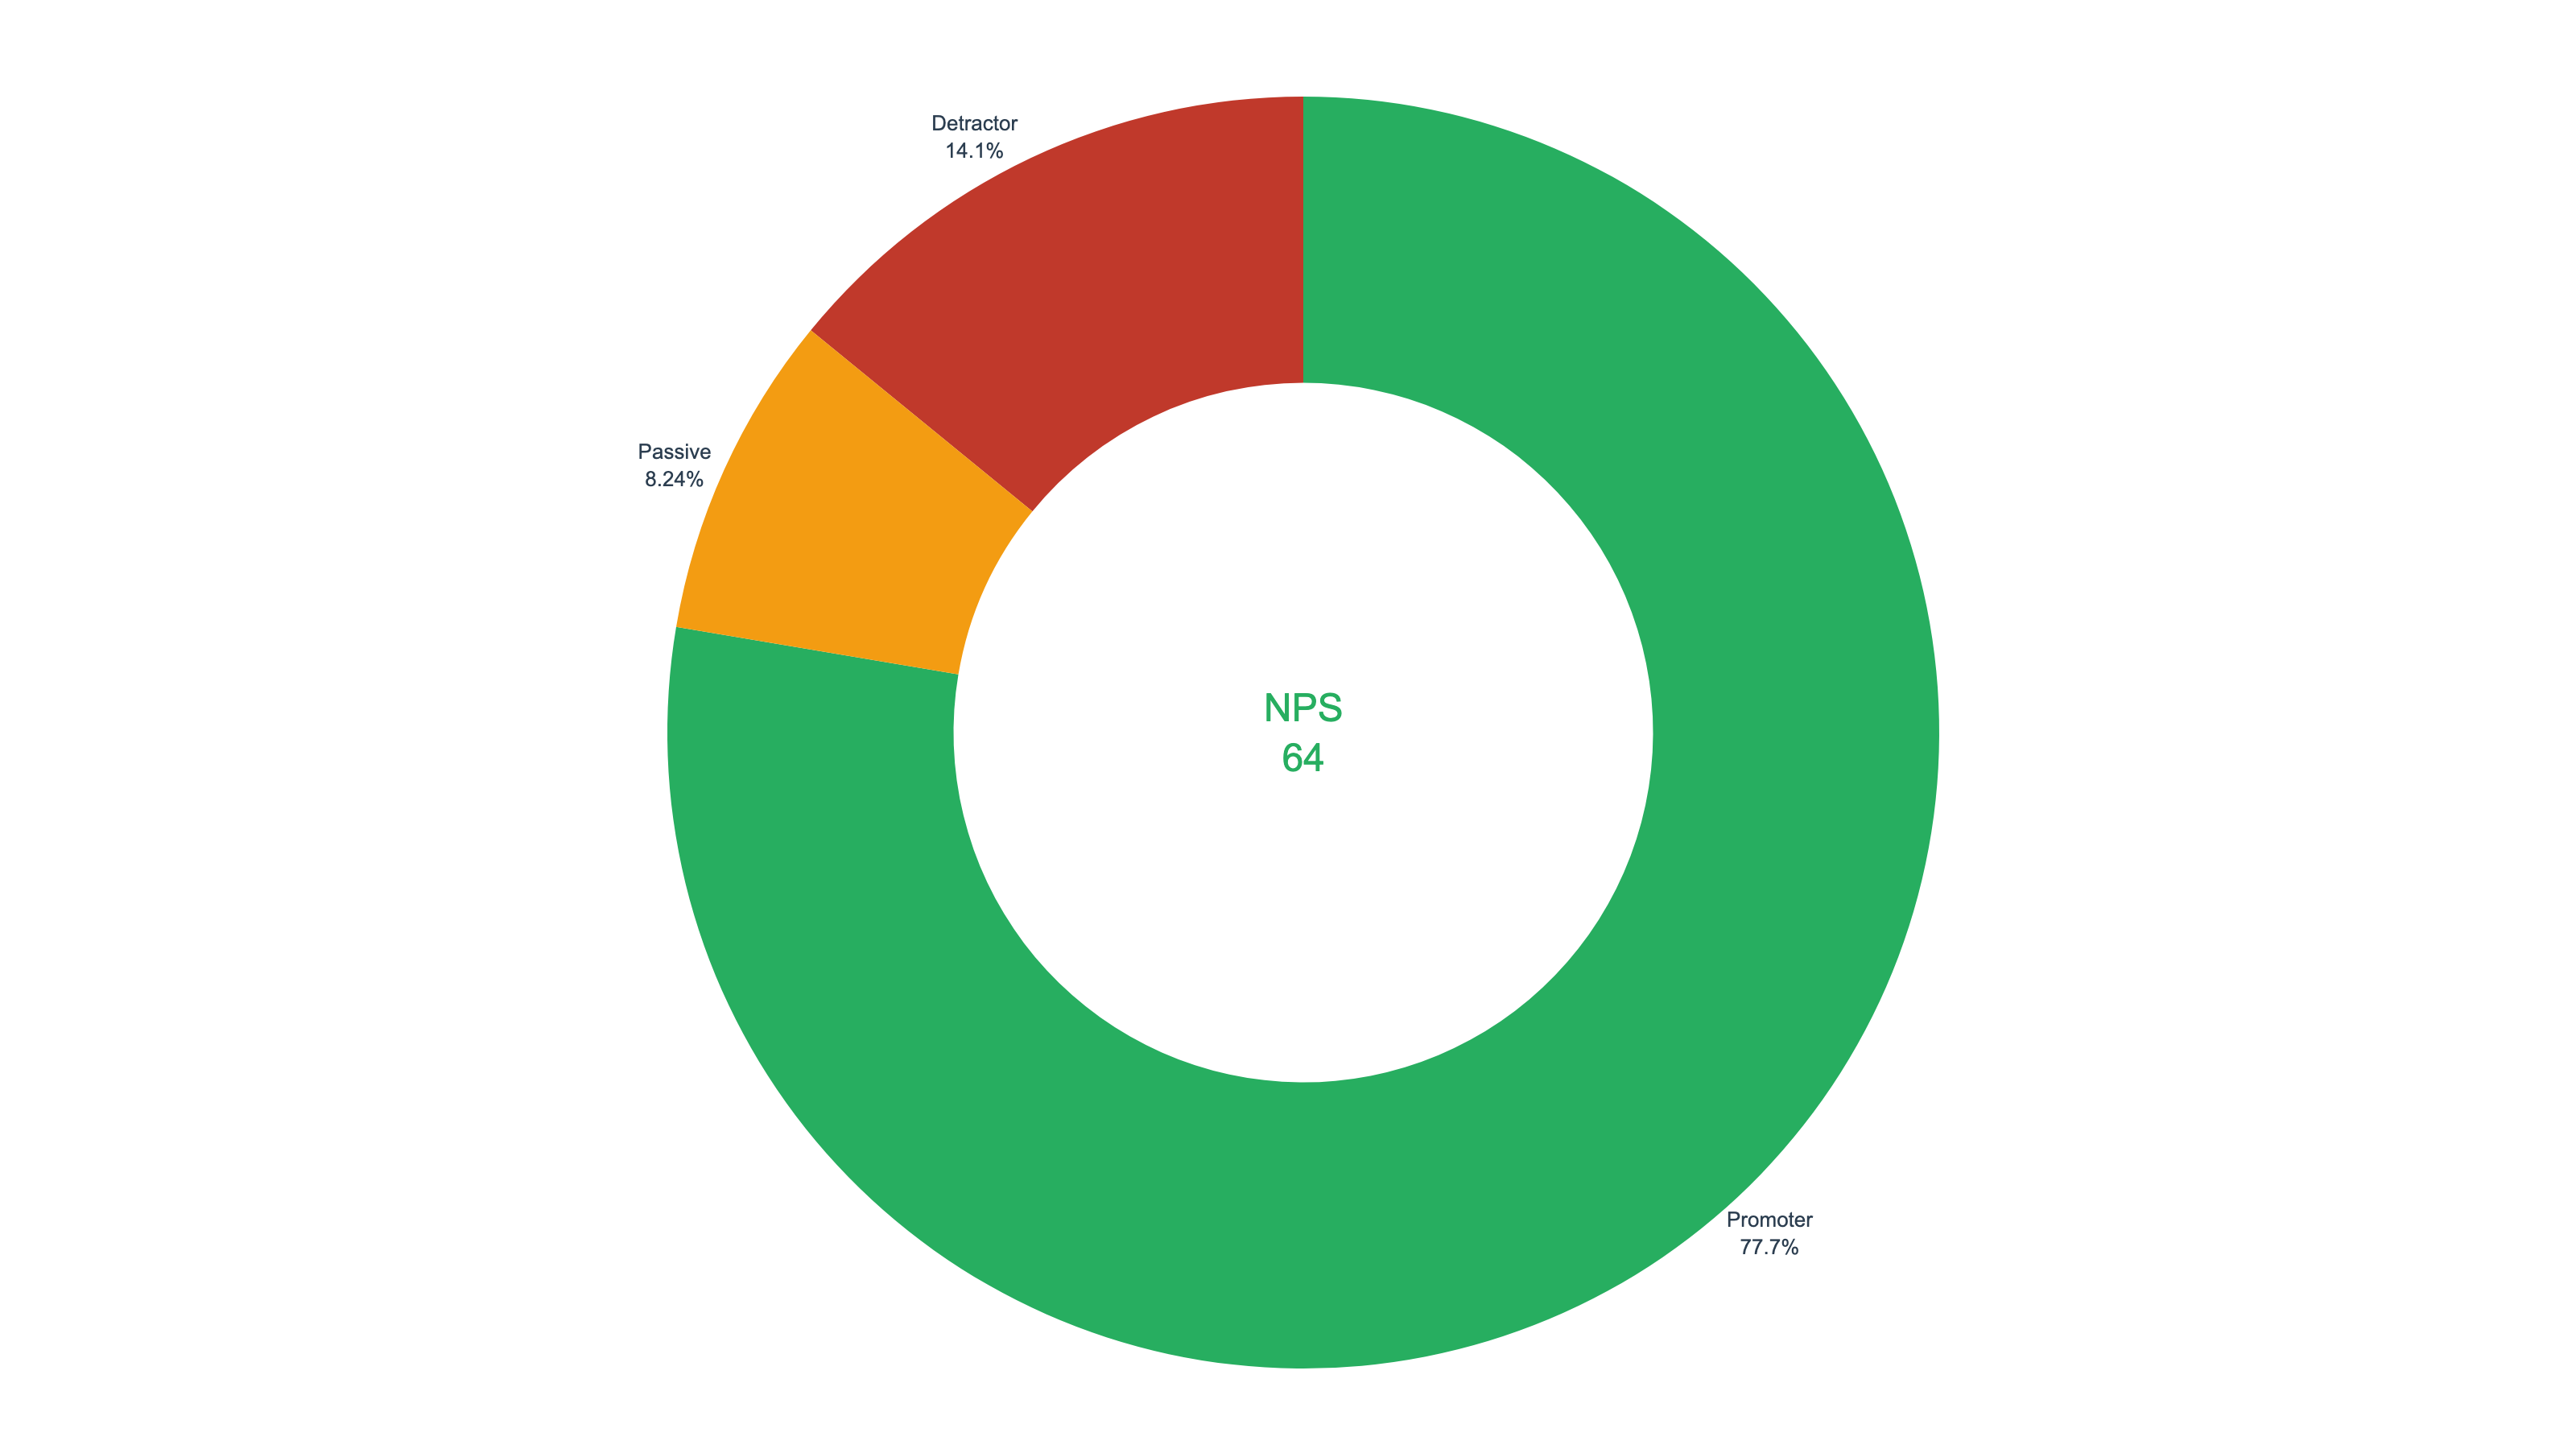 Detractor
14.1%
Passive
8.24%
NPS
64
Promoter
77.7%